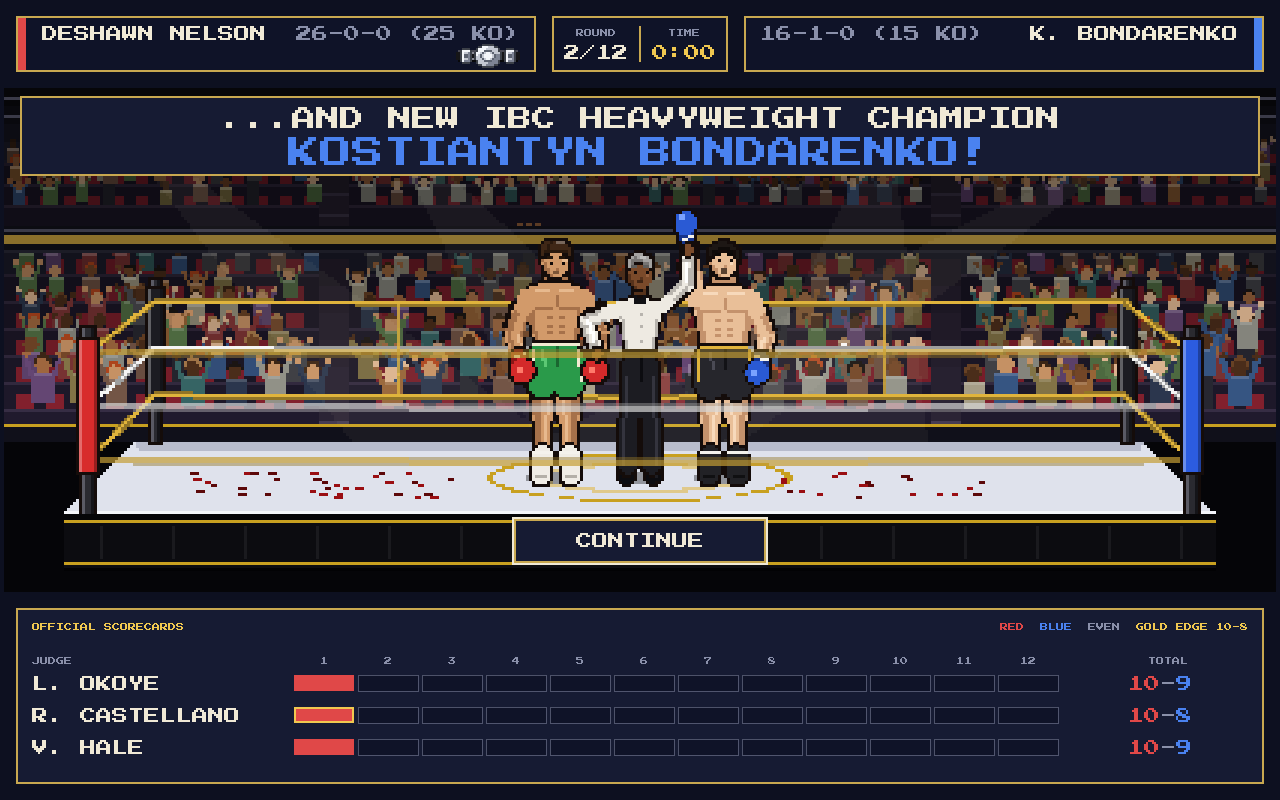 DESHAWN NELSON 26-0-0 (25 KO)
ROUND TIME
2/12 0:00
16-1-0 (15 KO) K. BONDARENKO
...AND NEW IBC HEAVYWEIGHT CHAMPION
KOSTIANTYN BONDARENKO!
CONTINUE
OFFICIAL SCORECARDS RED BLUE EVEN GOLD EDGE 10-8
JUDGE 1 2 3 4 5 6 7 8 9 10 11 12 TOTAL
L. OKOYE 10-9
R. CASTELLANO 10-8
V. HALE 10-9